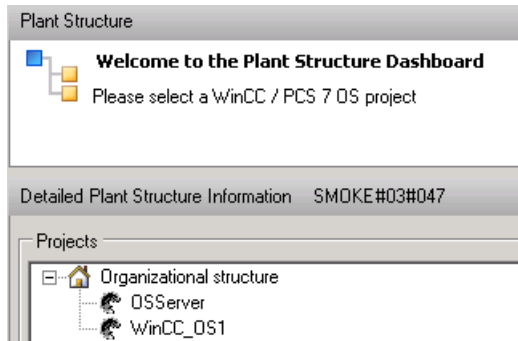 Plant Structure
Welcome to the Plant Structure Dashboard
Please select a WinCC / PCS 7 OS project
Detailed Plant Structure Information SMOKE#03#047
Projects
Organizational structure
OSServer
WinCC_OS1